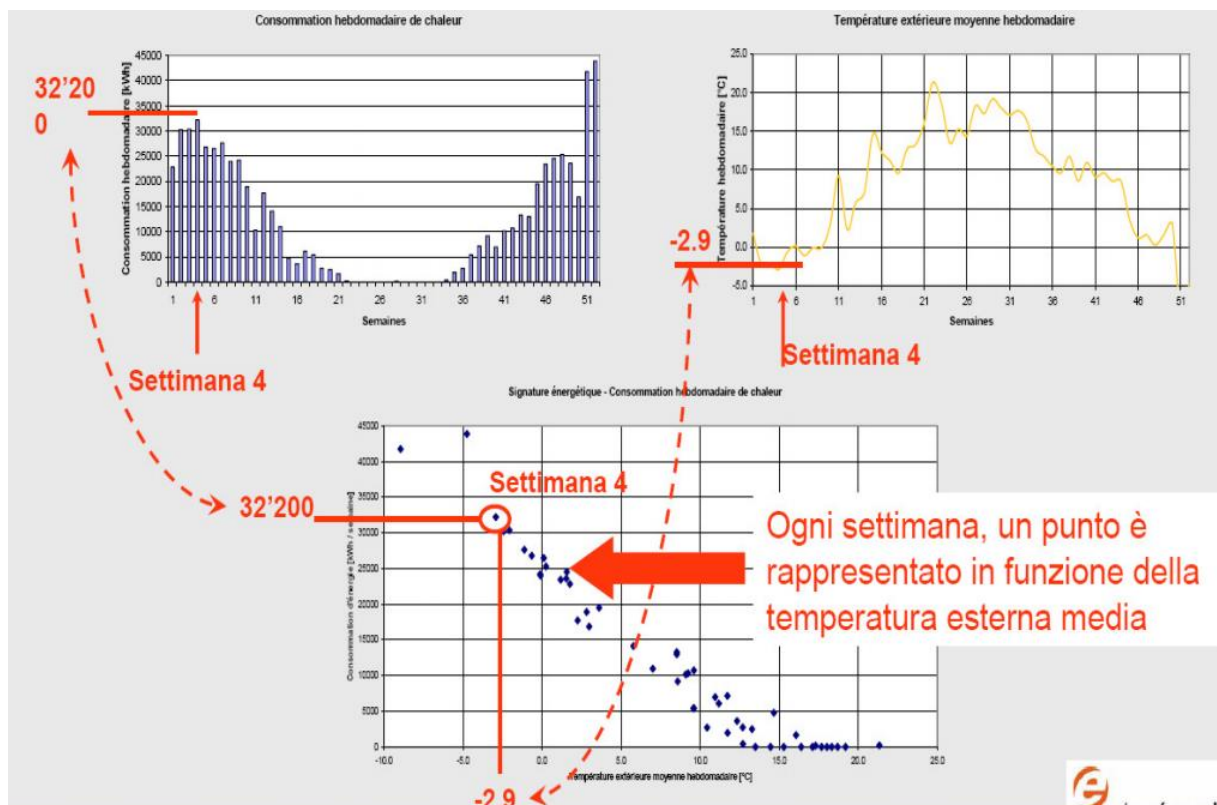 Consommation hebdomadaire de chaleur
Consommation hebdomadaire [kWh]
45000
40000
35000
30000
25000
20000
15000
10000
5000
0
1 6 11 16 21 26 31 36 41 46 51
Semaines
32'20
0
Settimana 4
Température extérieure moyenne hebdomadaire
Température hebdomadaire [°C]
25.0
20.0
15.0
10.0
5.0
0.0
-5.0
1 6 11 16 21 26 31 36 41 46 51
Semaines
-2.9
Settimana 4
Signature énergétique - Consommation hebdomadaire de chaleur
Consommation d'énergie [kWh / semaine]
45000
40000
35000
30000
25000
20000
15000
10000
5000
0
-10.0 -5.0 0.0 5.0 10.0 15.0 20.0 25.0
Température extérieure moyenne hebdomadaire [°C]
32'200
Settimana 4
-2.9
Ogni settimana, un punto è
rappresentato in funzione della
temperatura esterna media